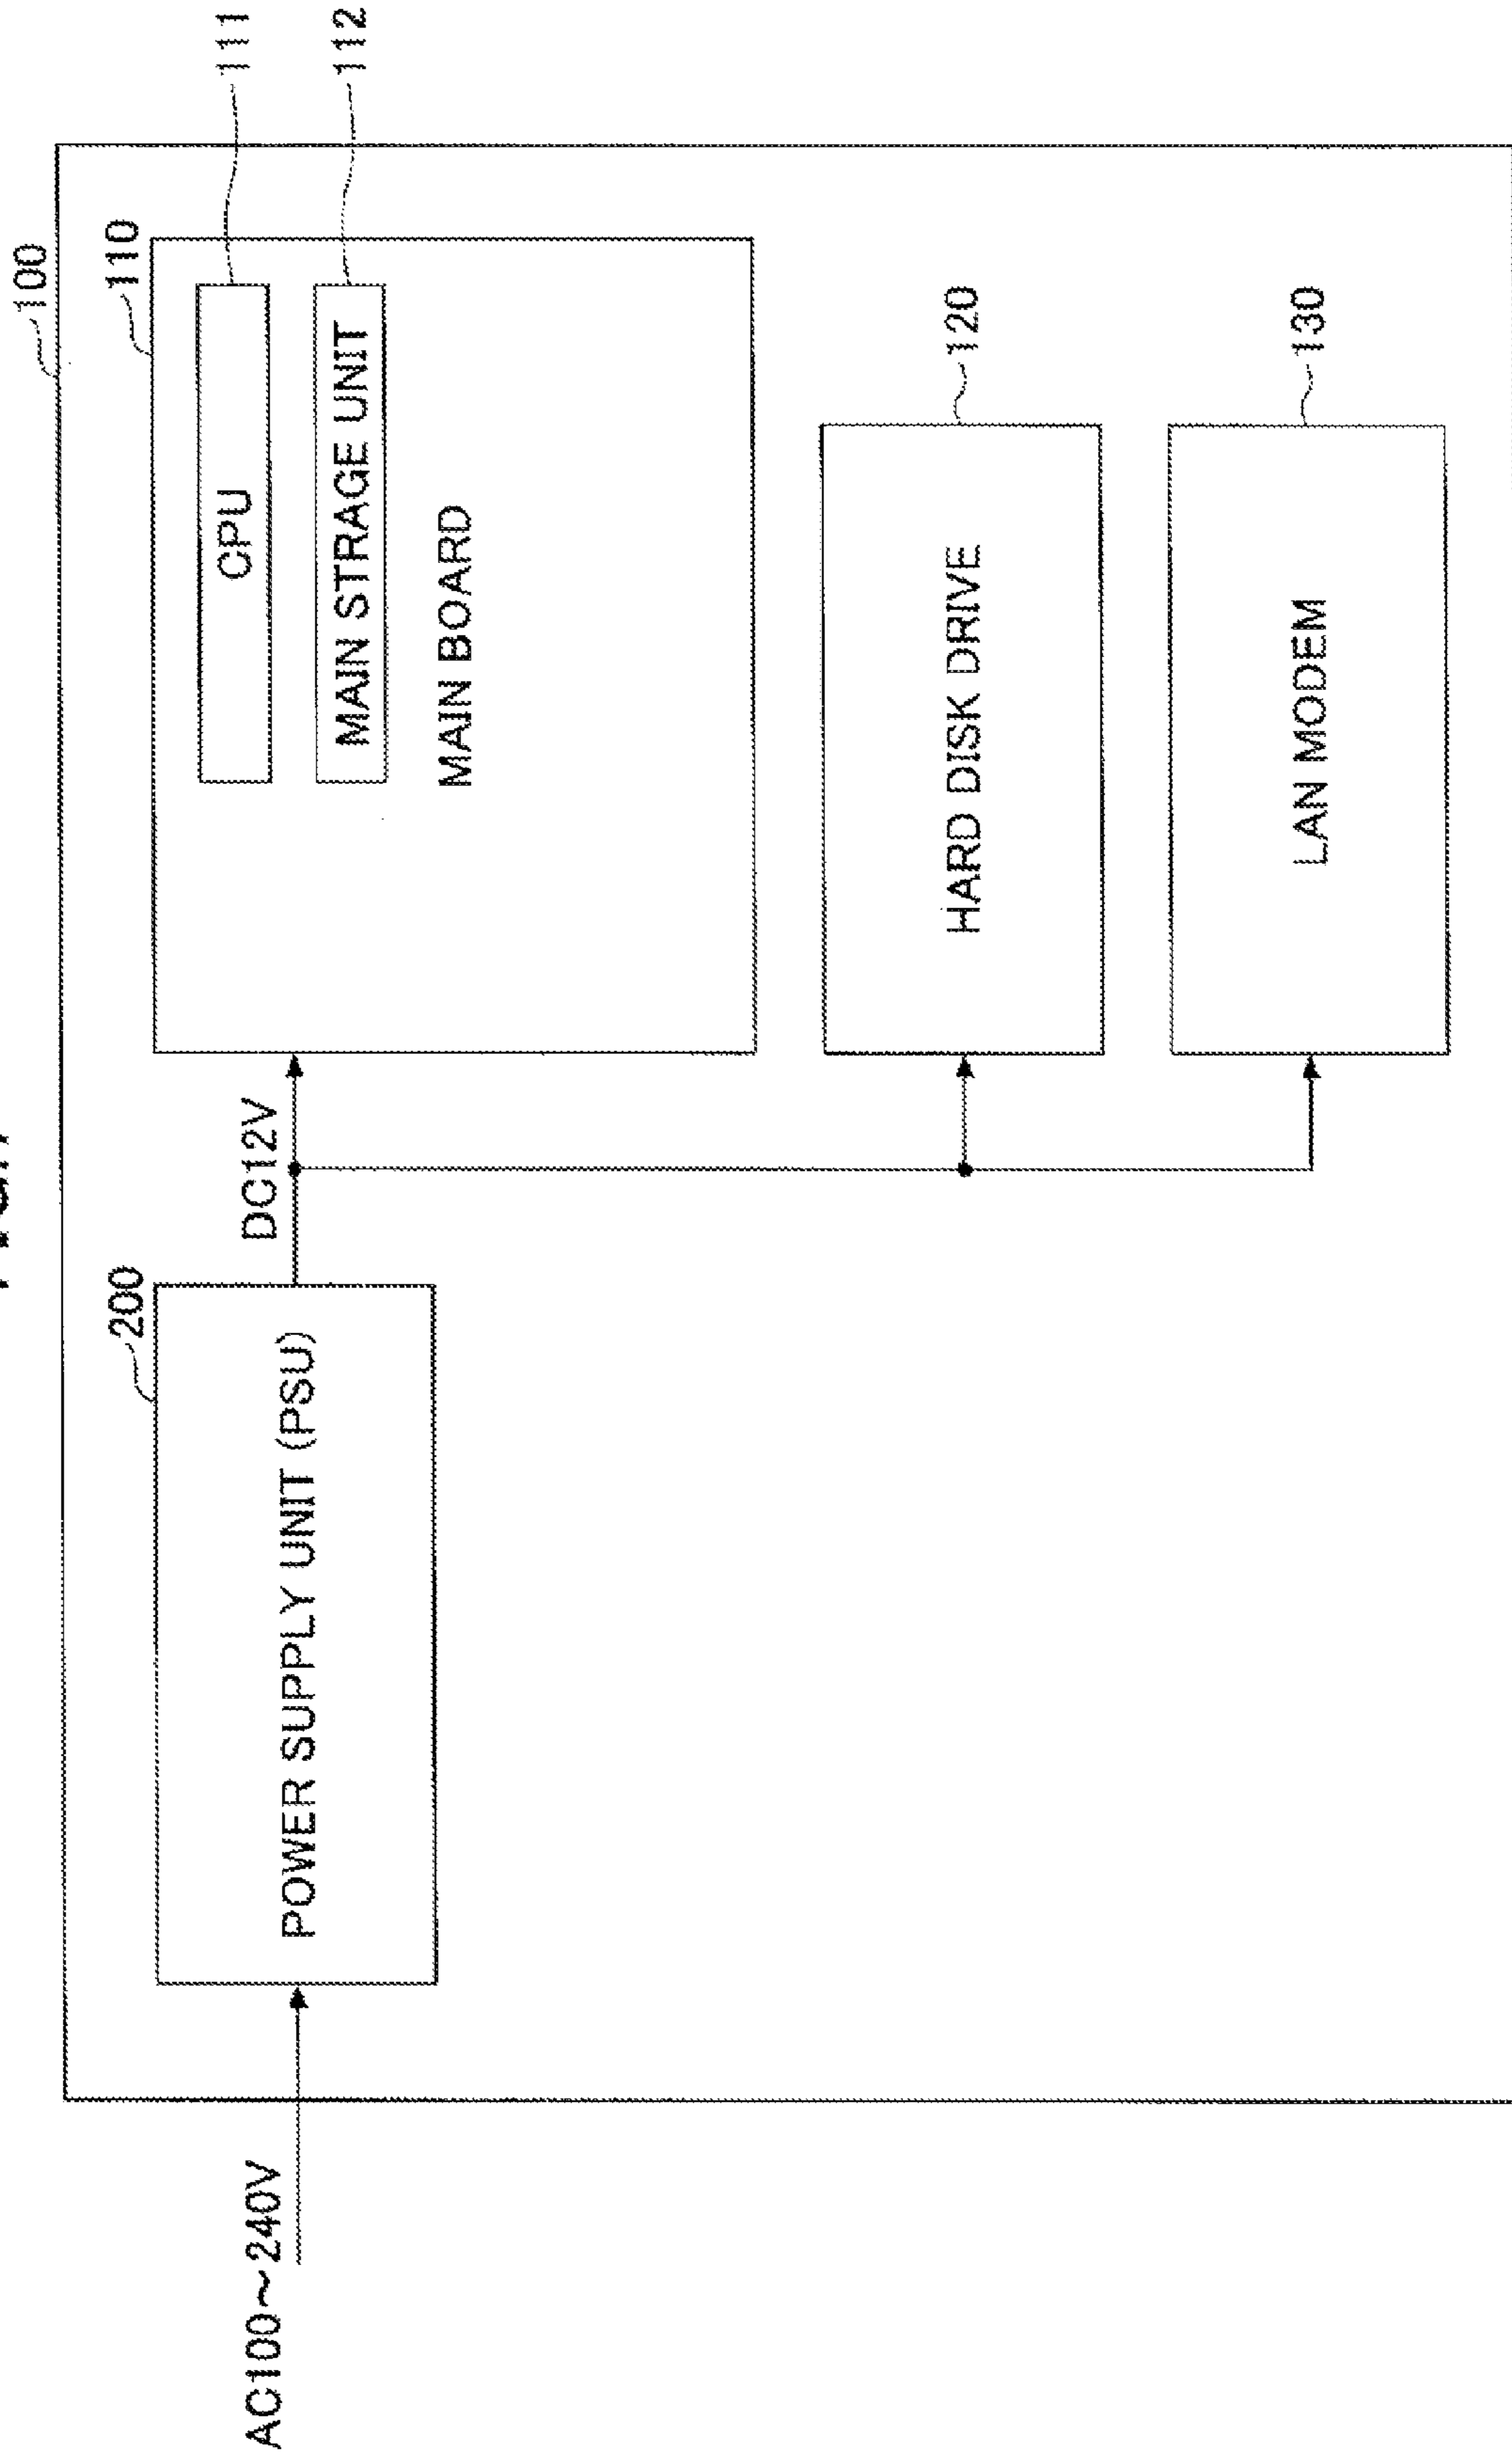 100
110
CPU
111
MAIN STRAGE UNIT
112
MAIN BOARD
200
POWER SUPPLY UNIT (PSU)
AC100~240V
DC12V
HARD DISK DRIVE
120
LAN MODEM
130